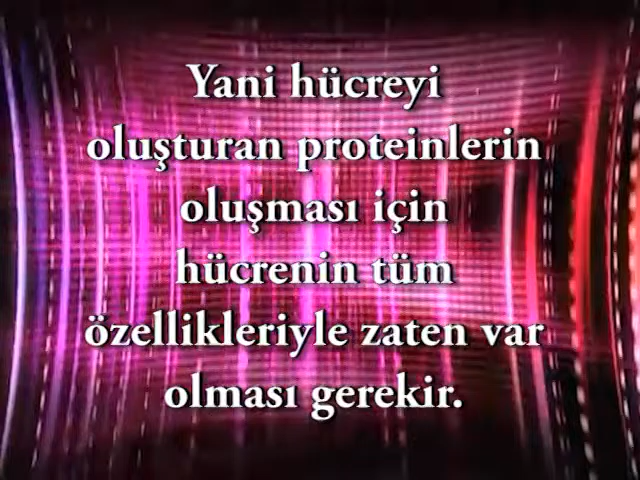 Yani hücreyi
oluşturan proteinlerin
oluşması için
hücrenin tüm
özellikleriyle zaten var
olması gerekir.